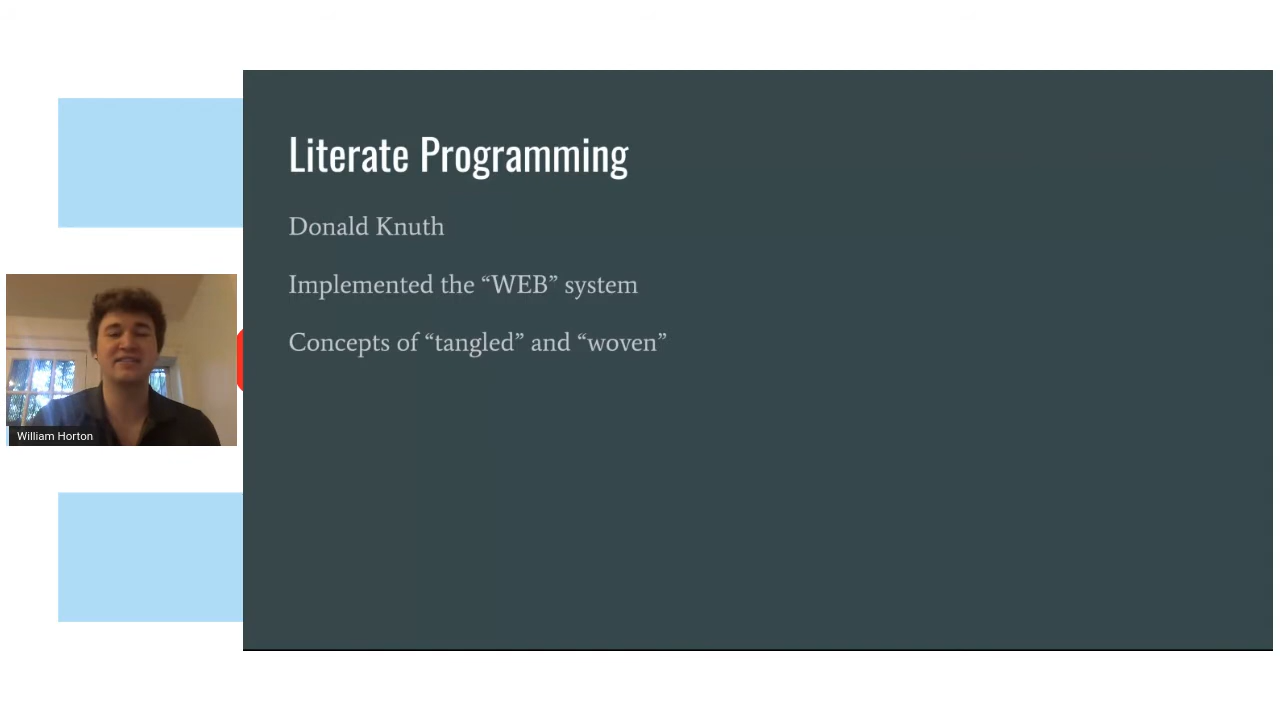 Literate Programming
Donald Knuth
Implemented the “WEB” system
Concepts of “tangled” and “woven”
William Horton